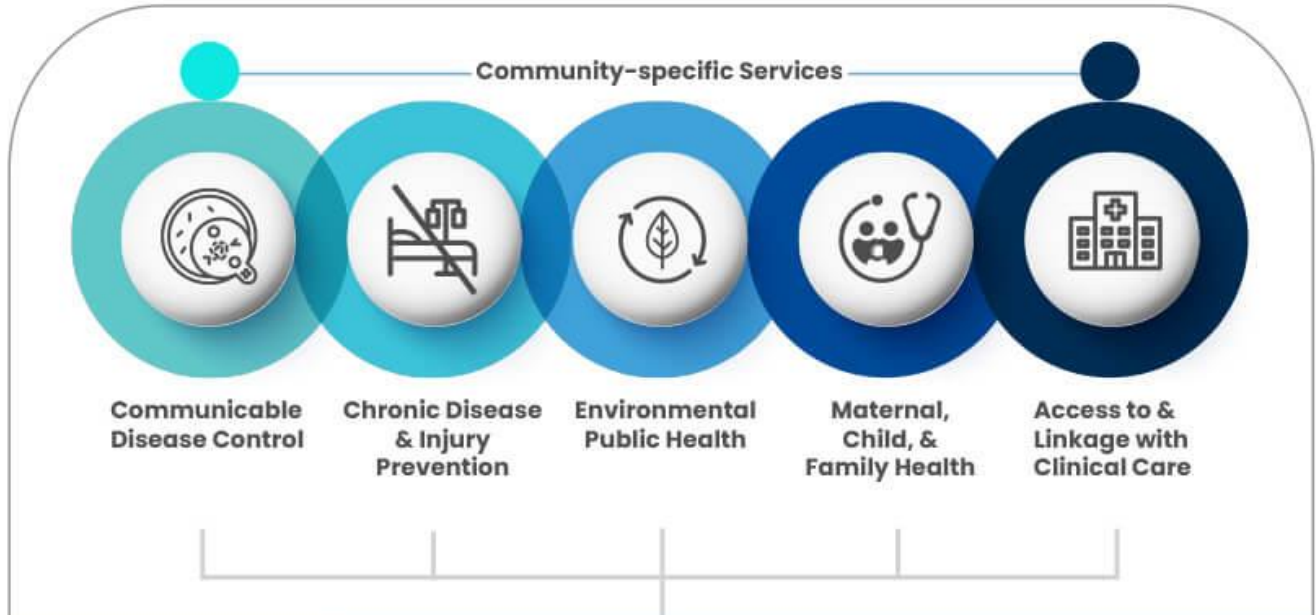 Community-specific Services
Communicable
Disease Control
Chronic Disease
& Injury
Prevention
Environmental
Public Health
Maternal,
Child, &
Family Health
Access to &
Linkage with
Clinical Care